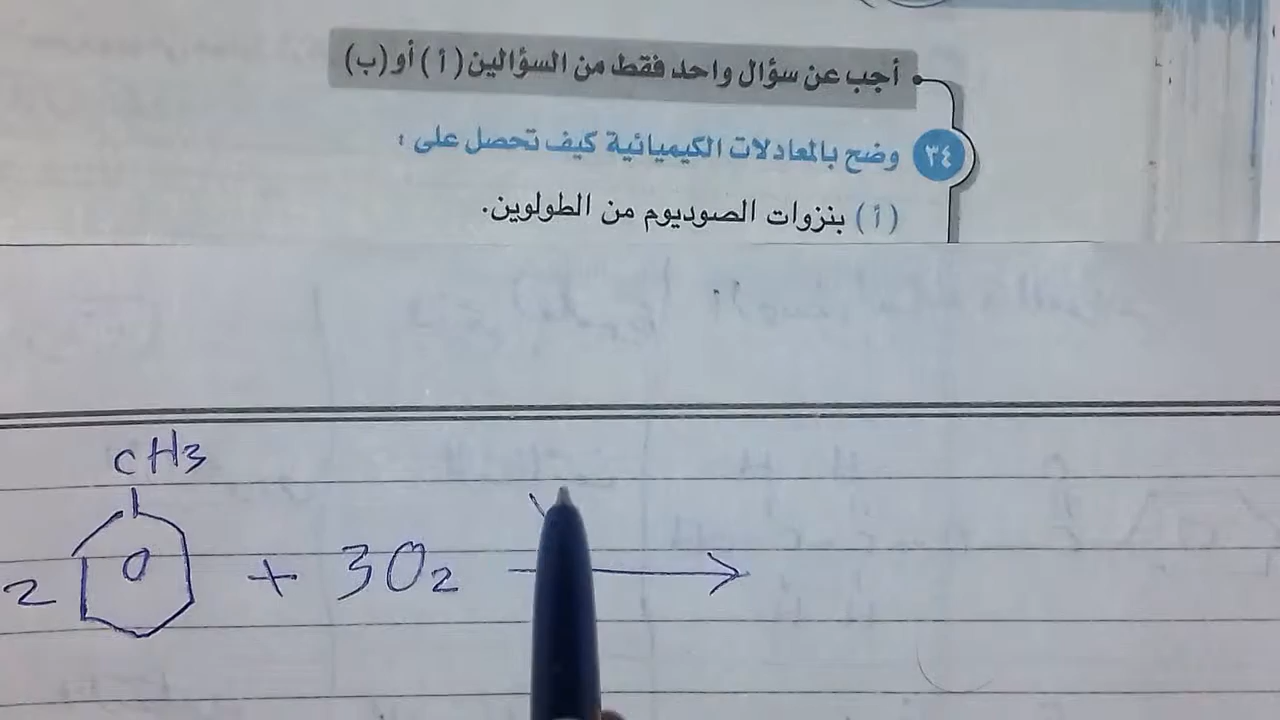 أجب عن سؤال واحد فقط من السؤالين (أ) أو (ب)
٣٤ وضح بالمعادلات الكيميائية كيف تحصل على :
(أ) بنزوات الصوديوم من الطولوين.
CH3
2 + 3O2